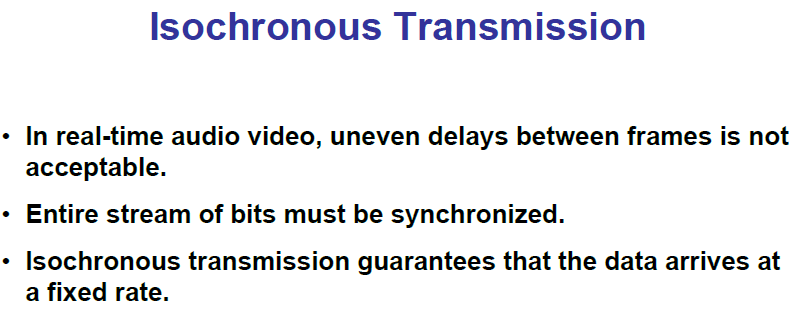 Isochronous Transmission
• In real-time audio video, uneven delays between frames is not
acceptable.
• Entire stream of bits must be synchronized.
• Isochronous transmission guarantees that the data arrives at
a fixed rate.